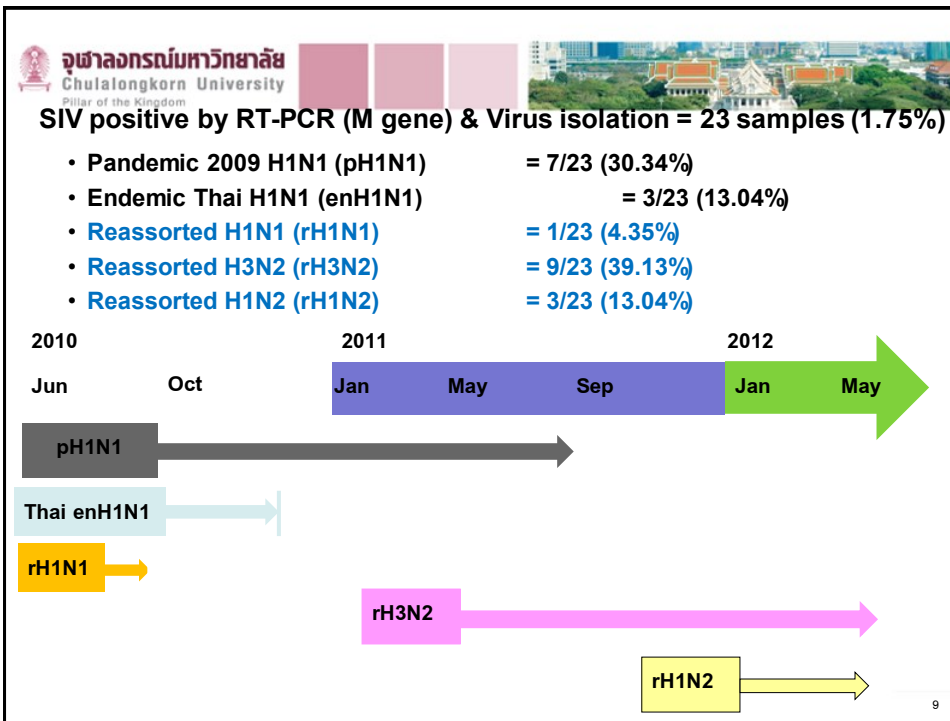 จุฬาลงกรณ์มหาวิทยาลัย
Chulalongkorn University
Pillar of the Kingdom
SIV positive by RT-PCR (M gene) & Virus isolation = 23 samples (1.75%)
• Pandemic 2009 H1N1 (pH1N1) = 7/23 (30.34%)
• Endemic Thai H1N1 (enH1N1) = 3/23 (13.04%)
• Reassorted H1N1 (rH1N1) = 1/23 (4.35%)
• Reassorted H3N2 (rH3N2) = 9/23 (39.13%)
• Reassorted H1N2 (rH1N2) = 3/23 (13.04%)
2010 2011 2012
Jun Oct Jan May Sep Jan May
pH1N1
Thai enH1N1
rH1N1
rH3N2
rH1N2
9